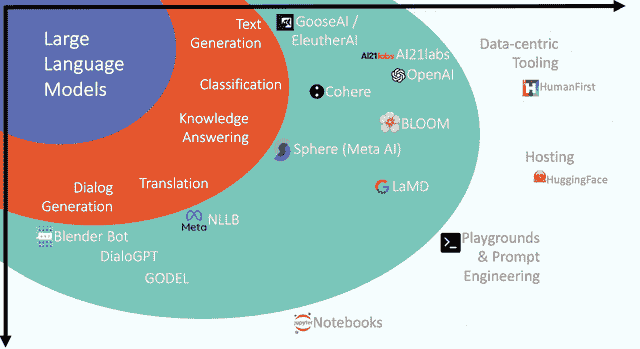 Large
Language
Models
Text
Generation
Classification
Knowledge
Answering
Translation
Dialog
Generation
GooseAI /
EleutherAI
AI21labs AI21labs
OpenAI
Cohere
BLOOM
Sphere (Meta AI)
LaMD
Meta NLLB
Blender Bot
DialoGPT
GODEL
Data-centric
Tooling
HumanFirst
Hosting
HuggingFace
Playgrounds
& Prompt
Engineering
jupyter Notebooks